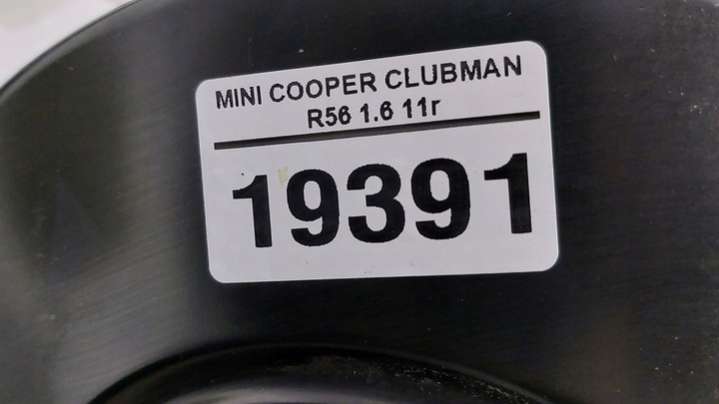 MINI COOPER CLUBMAN
R56 1.6 11r
19391